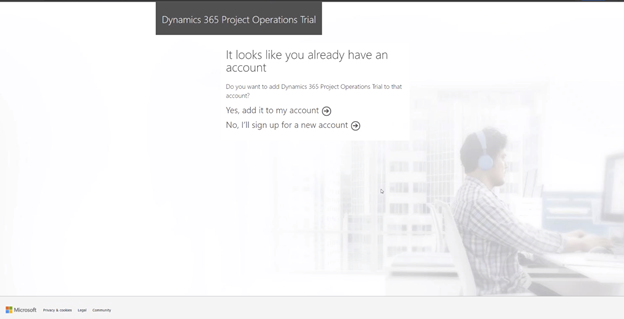 Dynamics 365 Project Operations Trial
It looks like you already have an
account
Do you want to add Dynamics 365 Project Operations Trial to that
account?
Yes, add it to my account
No, I'll sign up for a new account
Microsoft Privacy & cookies Legal Community